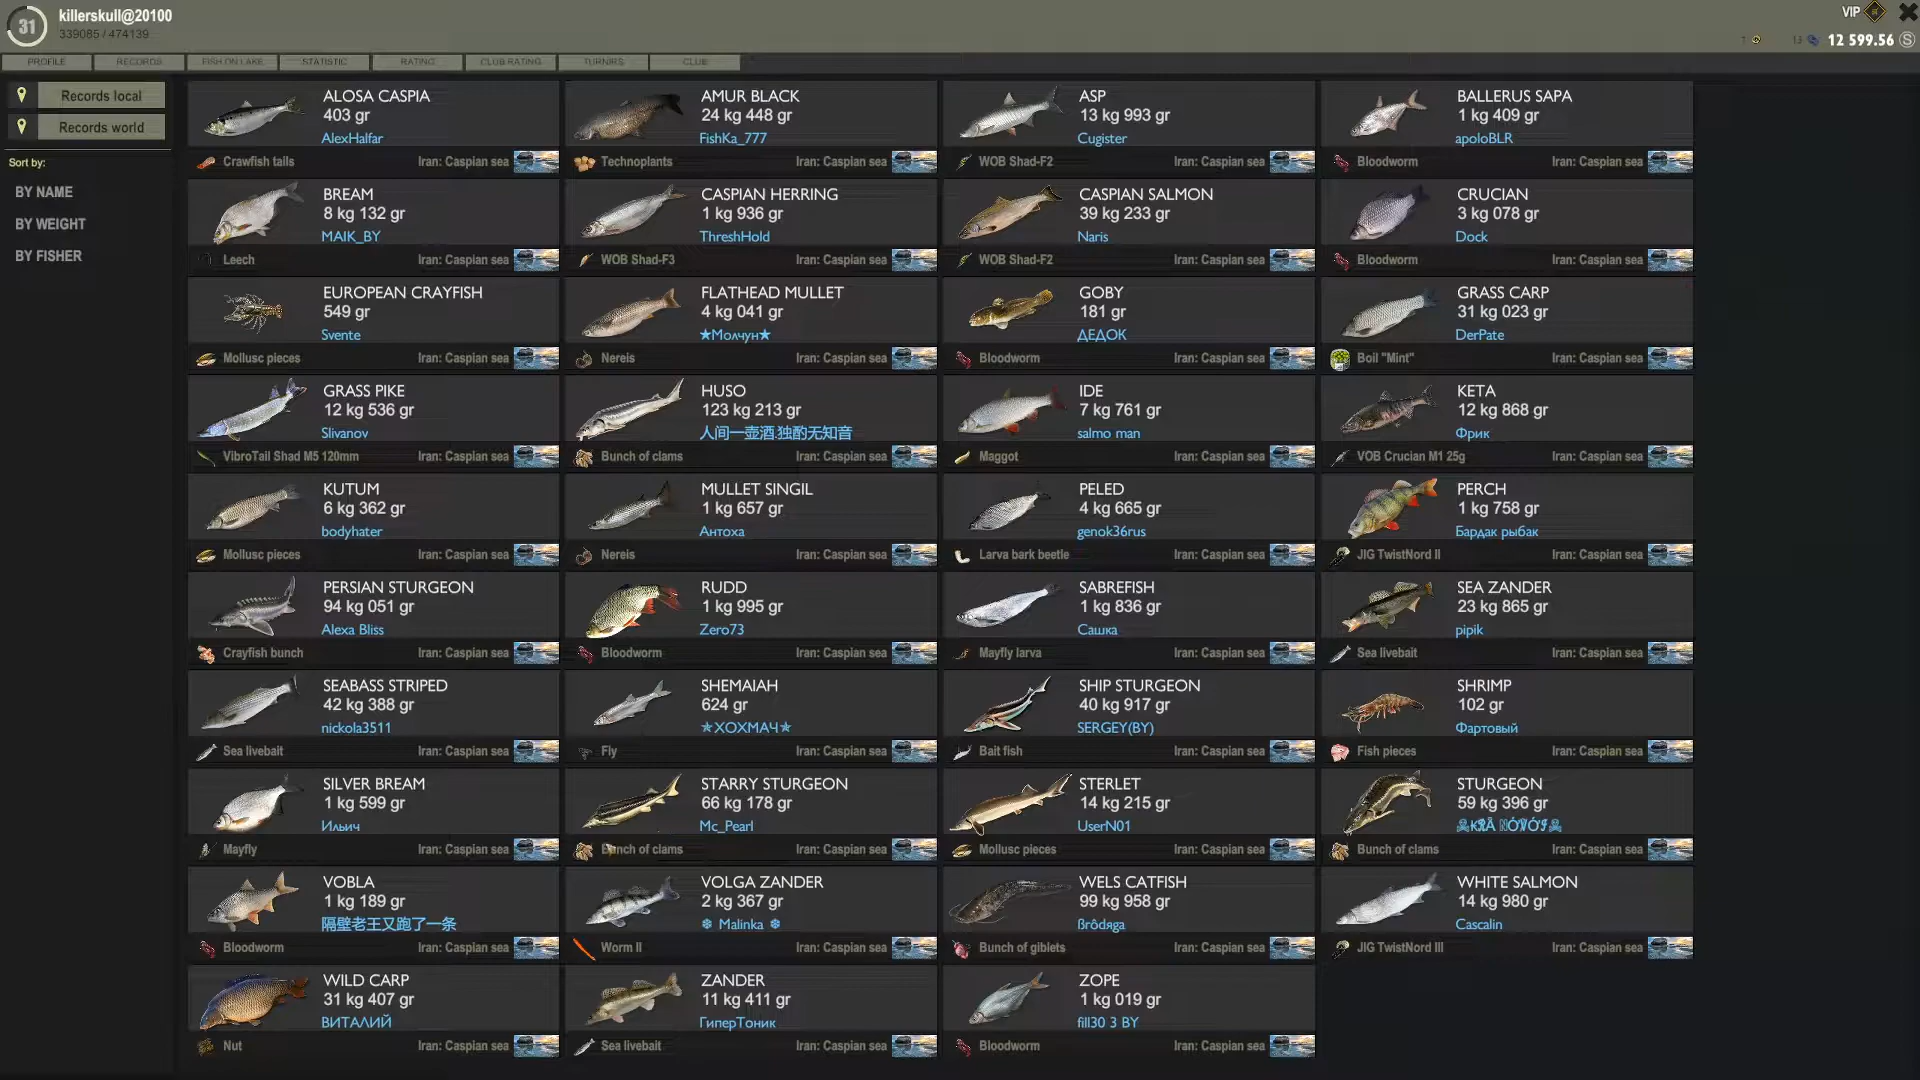 31
killerskull@20100
339085 / 474139
VIP
12 599.56
PROFILE
RECORDS
FISH ON LAKE
STATISTIC
RATING
CLUB RATING
TURNIRS
CLUB
Records local
Records world
Sort by:
BY NAME
BY WEIGHT
BY FISHER
ALOSA CASPIA
403 gr
AlexHalfar
Crawfish tails Iran: Caspian sea
AMUR BLACK
24 kg 448 gr
FishKa_777
Technoplants Iran: Caspian sea
ASP
13 kg 993 gr
Cugister
WOB Shad-F2 Iran: Caspian sea
BALLERUS SAPA
1 kg 409 gr
apoloBLR
Bloodworm Iran: Caspian sea
BREAM
8 kg 132 gr
MAIK_BY
Leech Iran: Caspian sea
CASPIAN HERRING
1 kg 936 gr
ThreshHold
WOB Shad-F3 Iran: Caspian sea
CASPIAN SALMON
39 kg 233 gr
Naris
WOB Shad-F2 Iran: Caspian sea
CRUCIAN
3 kg 078 gr
Dock
Bloodworm Iran: Caspian sea
EUROPEAN CRAYFISH
549 gr
Svente
Mollusc pieces Iran: Caspian sea
FLATHEAD MULLET
4 kg 041 gr
★Молчун★
Nereis Iran: Caspian sea
GOBY
181 gr
ДЕДОК
Bloodworm Iran: Caspian sea
GRASS CARP
31 kg 023 gr
DerPate
Boil "Mint" Iran: Caspian sea
GRASS PIKE
12 kg 536 gr
Slivanov
VibroTail Shad M5 120mm Iran: Caspian sea
HUSO
123 kg 213 gr
人间一壶酒.独酌无知音
Bunch of clams Iran: Caspian sea
IDE
7 kg 761 gr
salmo man
Maggot Iran: Caspian sea
KETA
12 kg 868 gr
Фрик
VOB Crucian M1 25g Iran: Caspian sea
KUTUM
6 kg 362 gr
bodyhater
Mollusc pieces Iran: Caspian sea
MULLET SINGIL
1 kg 657 gr
Антоха
Nereis Iran: Caspian sea
PELED
4 kg 665 gr
genok36rus
Larva bark beetle Iran: Caspian sea
PERCH
1 kg 758 gr
Бардак рыбак
JIG TwistNord II Iran: Caspian sea
PERSIAN STURGEON
94 kg 051 gr
Alexa Bliss
Crayfish bunch Iran: Caspian sea
RUDD
1 kg 995 gr
Zero73
Bloodworm Iran: Caspian sea
SABREFISH
1 kg 836 gr
Сашка
Mayfly larva Iran: Caspian sea
SEA ZANDER
23 kg 865 gr
pipik
Sea livebait Iran: Caspian sea
SEABASS STRIPED
42 kg 388 gr
nickola3511
Sea livebait Iran: Caspian sea
SHEMAIAH
624 gr
✯ХОХМАЧ✯
Fly Iran: Caspian sea
SHIP STURGEON
40 kg 917 gr
SERGEY(BY)
Bait fish Iran: Caspian sea
SHRIMP
102 gr
Фартовый
Fish pieces Iran: Caspian sea
SILVER BREAM
1 kg 599 gr
Ильич
Mayfly Iran: Caspian sea
STARRY STURGEON
66 kg 178 gr
Mc_Pearl
Bunch of clams Iran: Caspian sea
STERLET
14 kg 215 gr
UserN01
Mollusc pieces Iran: Caspian sea
STURGEON
59 kg 396 gr
Bunch of clams Iran: Caspian sea
VOBLA
1 kg 189 gr
隔壁老王又跑了一条
Bloodworm Iran: Caspian sea
VOLGA ZANDER
2 kg 367 gr
❄ Malinka ❄
Worm II Iran: Caspian sea
WELS CATFISH
99 kg 958 gr
ßrôdяga
Bunch of giblets Iran: Caspian sea
WHITE SALMON
14 kg 980 gr
Cascalin
JIG TwistNord III Iran: Caspian sea
WILD CARP
31 kg 407 gr
ВИТАЛИЙ
Nut Iran: Caspian sea
ZANDER
11 kg 411 gr
ГиперТоник
Sea livebait Iran: Caspian sea
ZOPE
1 kg 019 gr
fill30 3 BY
Bloodworm Iran: Caspian sea